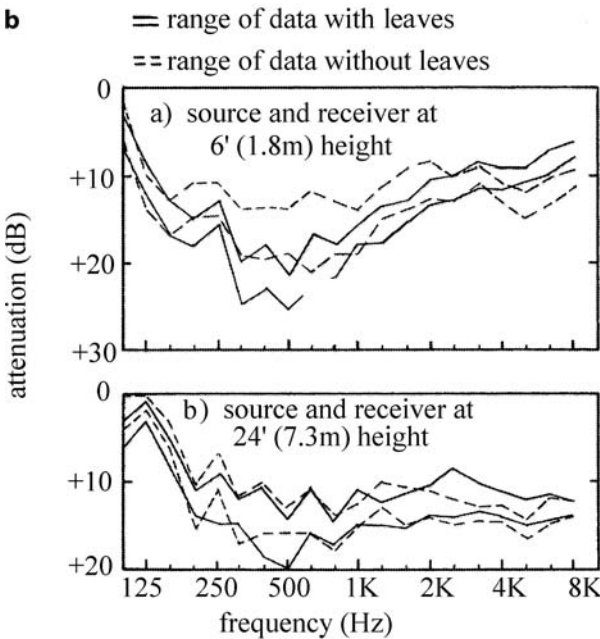 b
range of data with leaves
range of data without leaves
a) source and receiver at
6' (1.8m) height
0
+10
+20
+30
attenuation (dB)
b) source and receiver at
24' (7.3m) height
0
+10
+20
125 250 500 1K 2K 4K 8K
frequency (Hz)